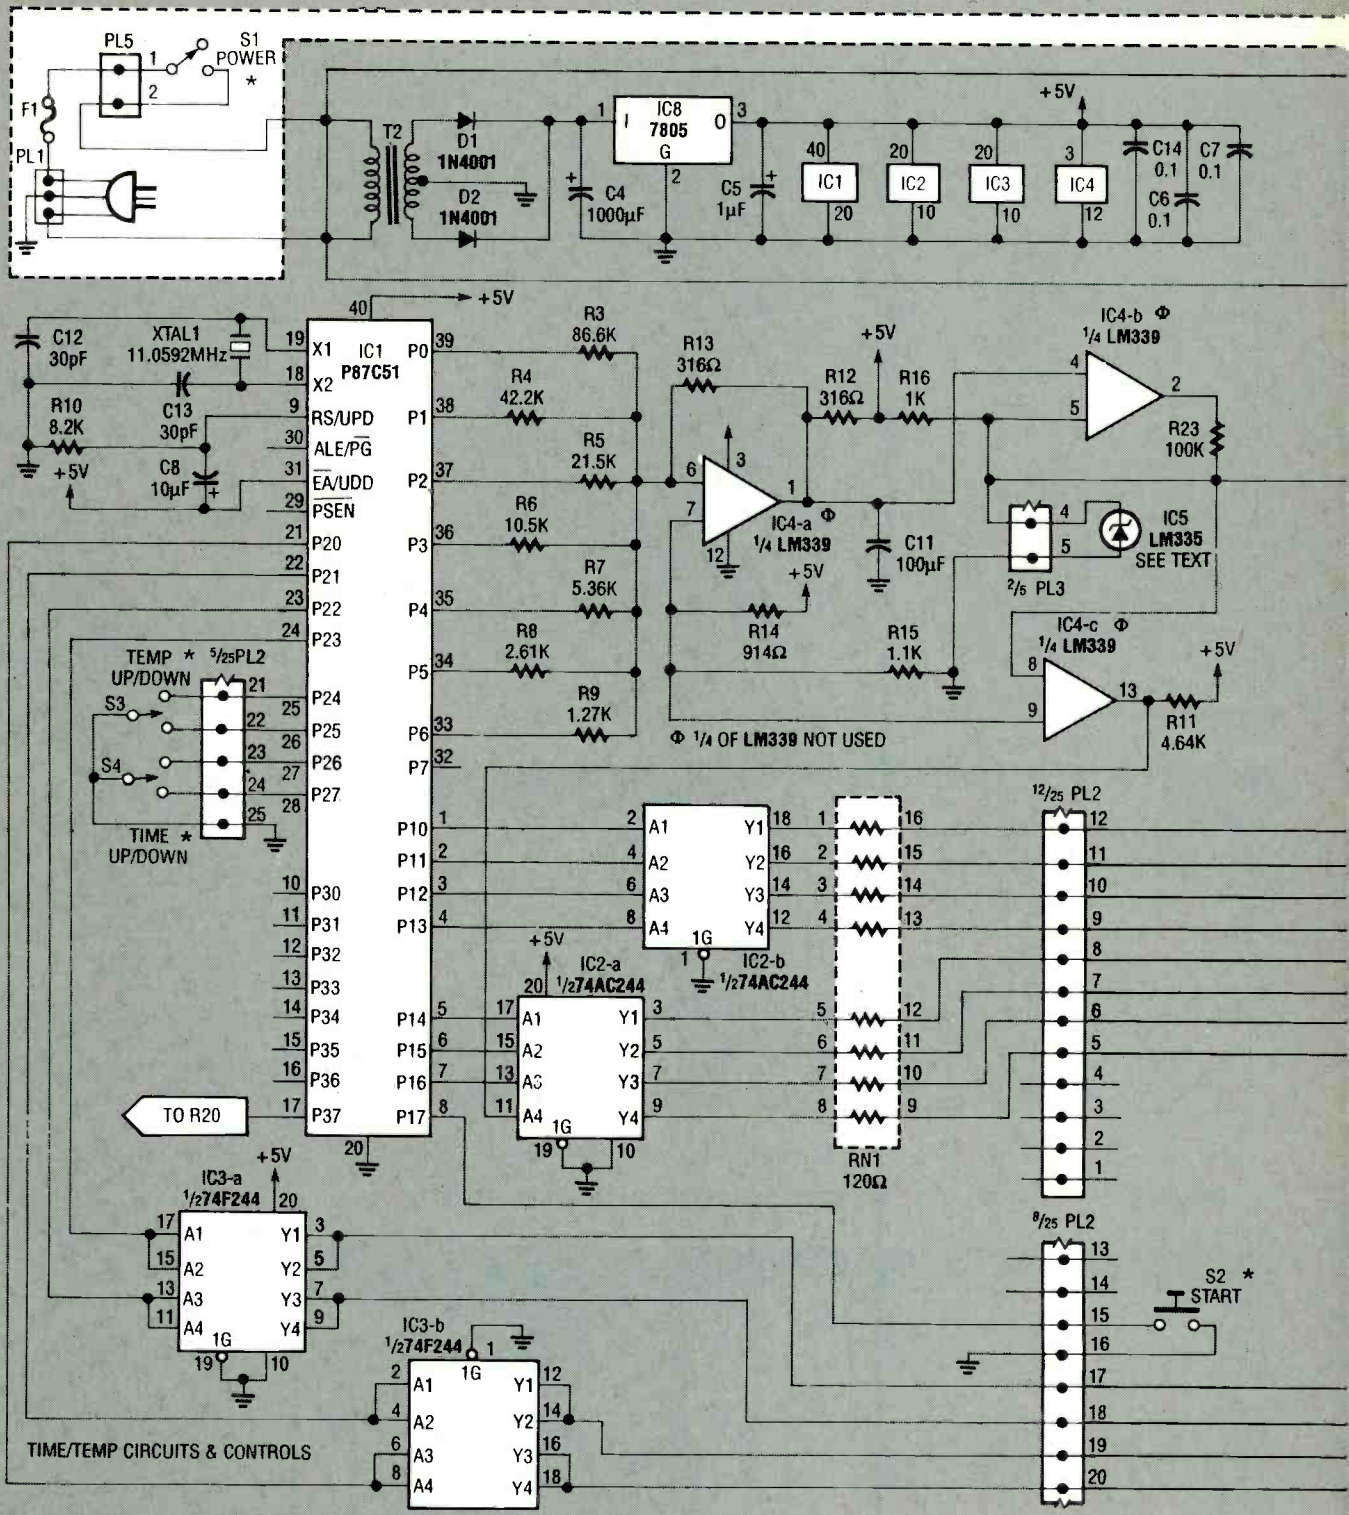 PL5
S1
POWER
*
1
2
F1
PL1
T2
D1
1N4001
D2
1N4001
1
I
IC8
7805
O
G
3
2
C4
1000µF
C5
1µF
+
+
40
IC1
20
20
IC2
10
20
IC3
10
+5V
3
IC4
12
C14
0.1
C6
0.1
C7
0.1
C12
30pF
XTAL1
11.0592MHz
C13
30pF
R10
8.2K
+5V
C8
10µF
+
40
+5V
IC1
P87C51
19 X1
18 X2
9 RS/UPD
30 ALE/PG
31 EA/UDD
29 PSEN
21 P20
22 P21
23 P22
24 P23
25 P24
26 P25
27 P26
28 P27
10 P30
11 P31
12 P32
13 P33
14 P34
15 P35
16 P36
17 P37
20
P0 39
P1 38
P2 37
P3 36
P4 35
P5 34
P6 33
P7 32
P10 1
P11 2
P12 3
P13 4
P14 5
P15 6
P16 7
P17 8
TEMP *
UP/DOWN
5/25PL2
S3
S4
21
22
23
24
25
TIME *
UP/DOWN
TO R20
R3
86.6K
R4
42.2K
R5
21.5K
R6
10.5K
R7
5.36K
R8
2.61K
R9
1.27K
R13
316Ω
6
7
3
1
12
IC4-a Φ
1/4 LM339
+5V
R12
316Ω
R16
1K
C11
100µF
+5V
R14
914Ω
R15
1.1K
IC4-b Φ
1/4 LM339
4
5
2
R23
100K
4
5
2/5 PL3
IC5
LM335
SEE TEXT
IC4-c Φ
1/4 LM339
8
9
13
+5V
R11
4.64K
Φ 1/4 OF LM339 NOT USED
2 A1 Y1 18
4 A2 Y2 16
6 A3 Y3 14
8 A4 Y4 12
1G
1
IC2-b
1/274AC244
+5V
20
IC2-a
1/274AC244
17 A1 Y1 3
15 A2 Y2 5
13 A3 Y3 7
11 A4 Y4 9
1G
19
10
1 16
2 15
3 14
4 13
5 12
6 11
7 10
8 9
RN1
120Ω
12/25 PL2
12
11
10
9
8
7
6
5
4
3
2
1
8/25 PL2
13
14
15
16
17
18
19
20
S2 *
START
+5V
IC3-a
1/274F244
20
17 A1 Y1 3
15 A2 Y2 5
13 A3 Y3 7
11 A4 Y4 9
1G
19
10
IC3-b
1/274F244
1
1G
2 A1 Y1 12
4 A2 Y2 14
6 A3 Y3 16
8 A4 Y4 18
TIME/TEMP CIRCUITS & CONTROLS